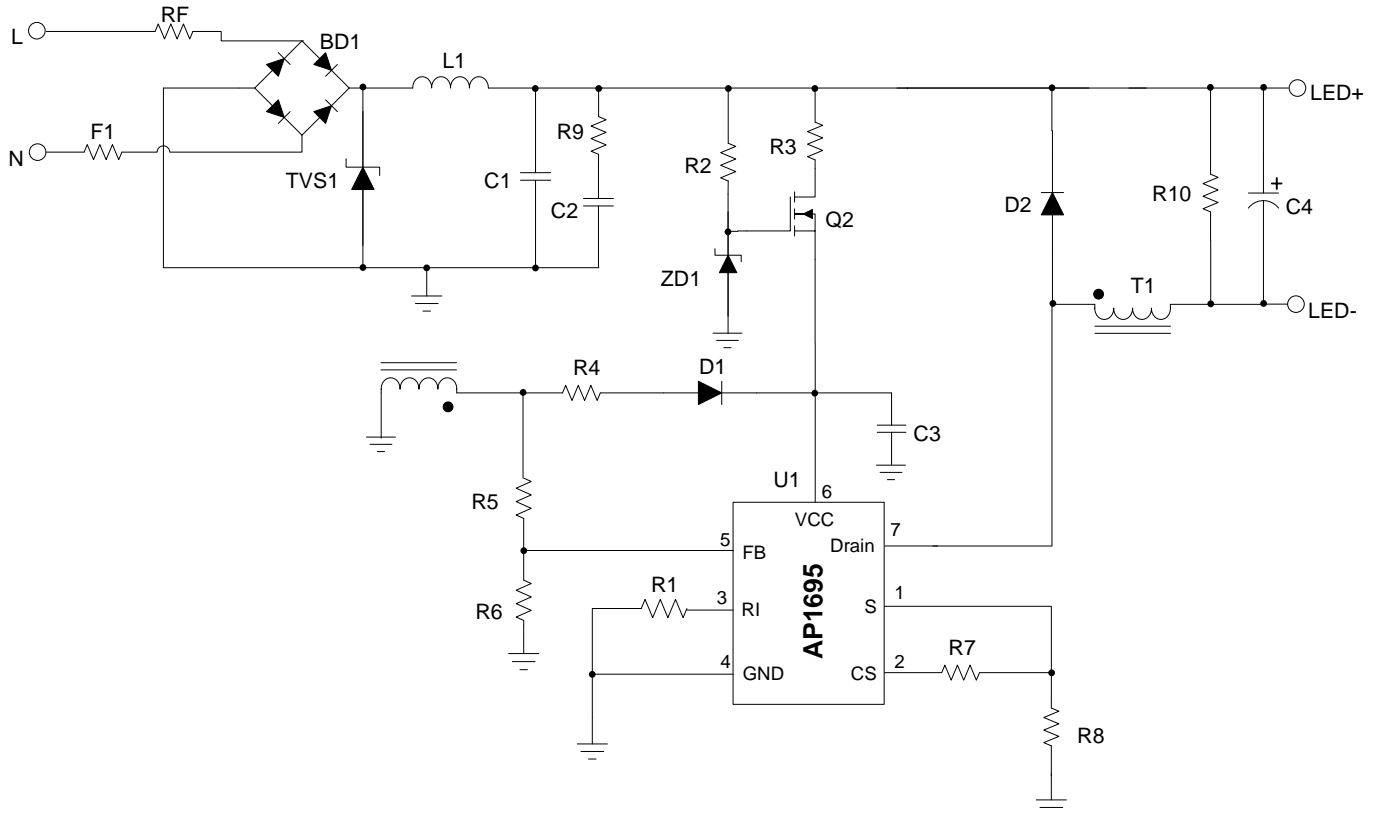 RF
L
BD1
L1
LED+
F1
N
R9
R3
R2
TVS1
C1
C2
Q2
D2
R10
+
C4
ZD1
T1
LED-
R4
D1
C3
U1
6
VCC
R5
5
FB
Drain
7
R1
3
RI
AP1695
S
1
R6
4
GND
CS
2
R7
R8